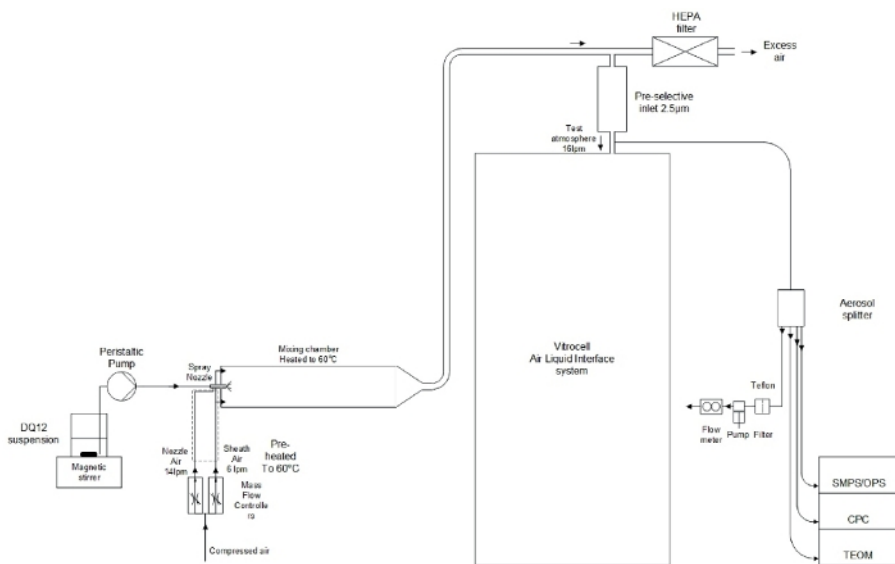 HEPA
filter
Excess
air
Pre-selective
inlet 2.5µm
Test
atmosphere
16lpm
Aerosol
splitter
Vitrocell
Air Liquid Interface
system
Mixing chamber
Heated to 60°C
Peristaltic
Pump
Spray
Nozzle
DQ12
suspension
Magnetic
stirrer
Nozzle
Air
14lpm
Sheath
Air
6 lpm
Pre-
heated
To 60°C
Mass
Flow
Controlle
rs
Compressed air
Teflon
Flow
meter
Pump
Filter
SMPS/OPS
CPC
TEOM